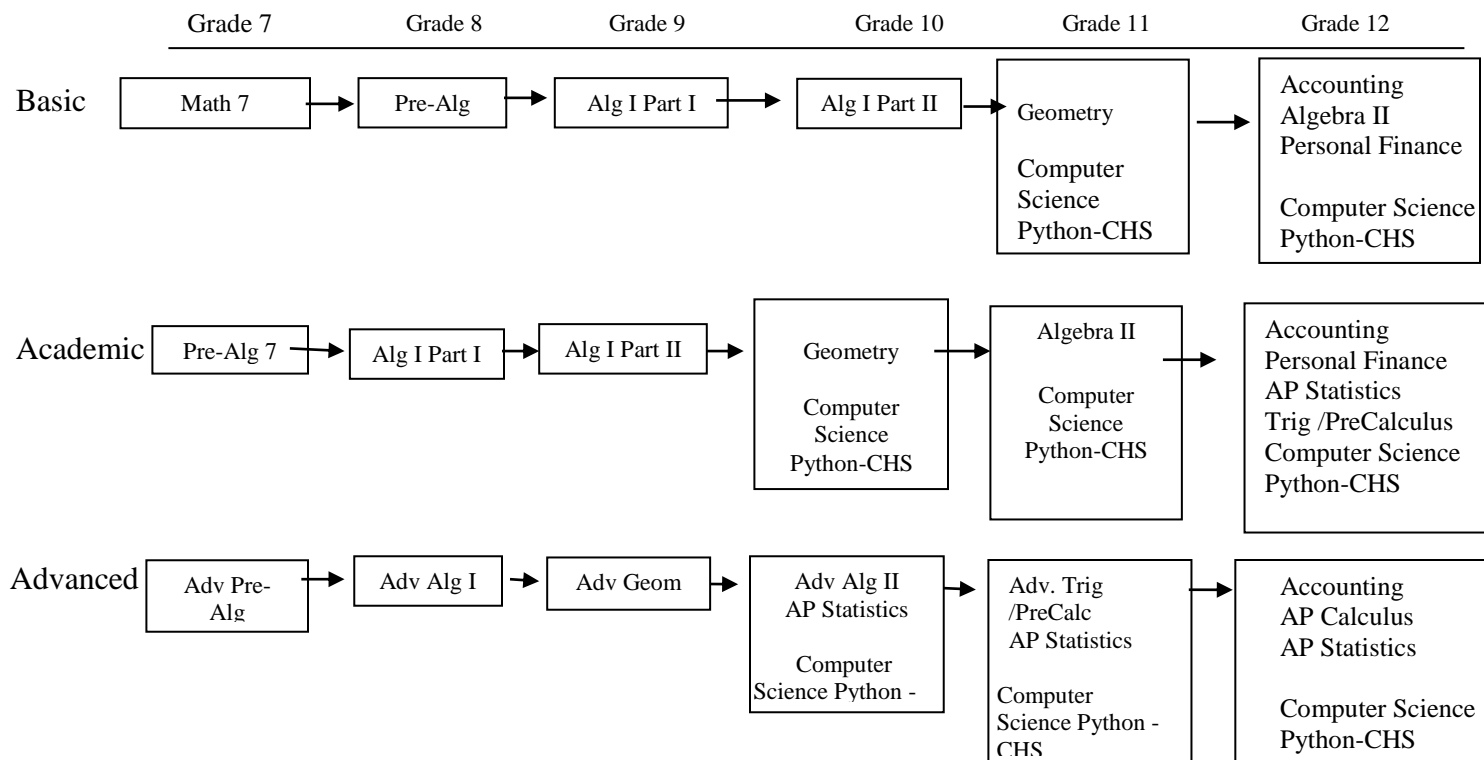 Grade 7 Grade 8 Grade 9 Grade 10 Grade 11 Grade 12
Basic
Math 7
Pre-Alg
Alg I Part I
Alg I Part II
Geometry
Computer
Science
Python-CHS
Accounting
Algebra II
Personal Finance
Computer Science
Python-CHS
Academic
Pre-Alg 7
Alg I Part I
Alg I Part II
Geometry
Computer
Science
Python-CHS
Algebra II
Computer
Science
Python-CHS
Accounting
Personal Finance
AP Statistics
Trig /PreCalculus
Computer Science
Python-CHS
Advanced
Adv Pre-
Alg
Adv Alg I
Adv Geom
Adv Alg II
AP Statistics
Computer
Science Python -
Adv. Trig
/PreCalc
AP Statistics
Computer
Science Python -
CHS
Accounting
AP Calculus
AP Statistics
Computer Science
Python-CHS